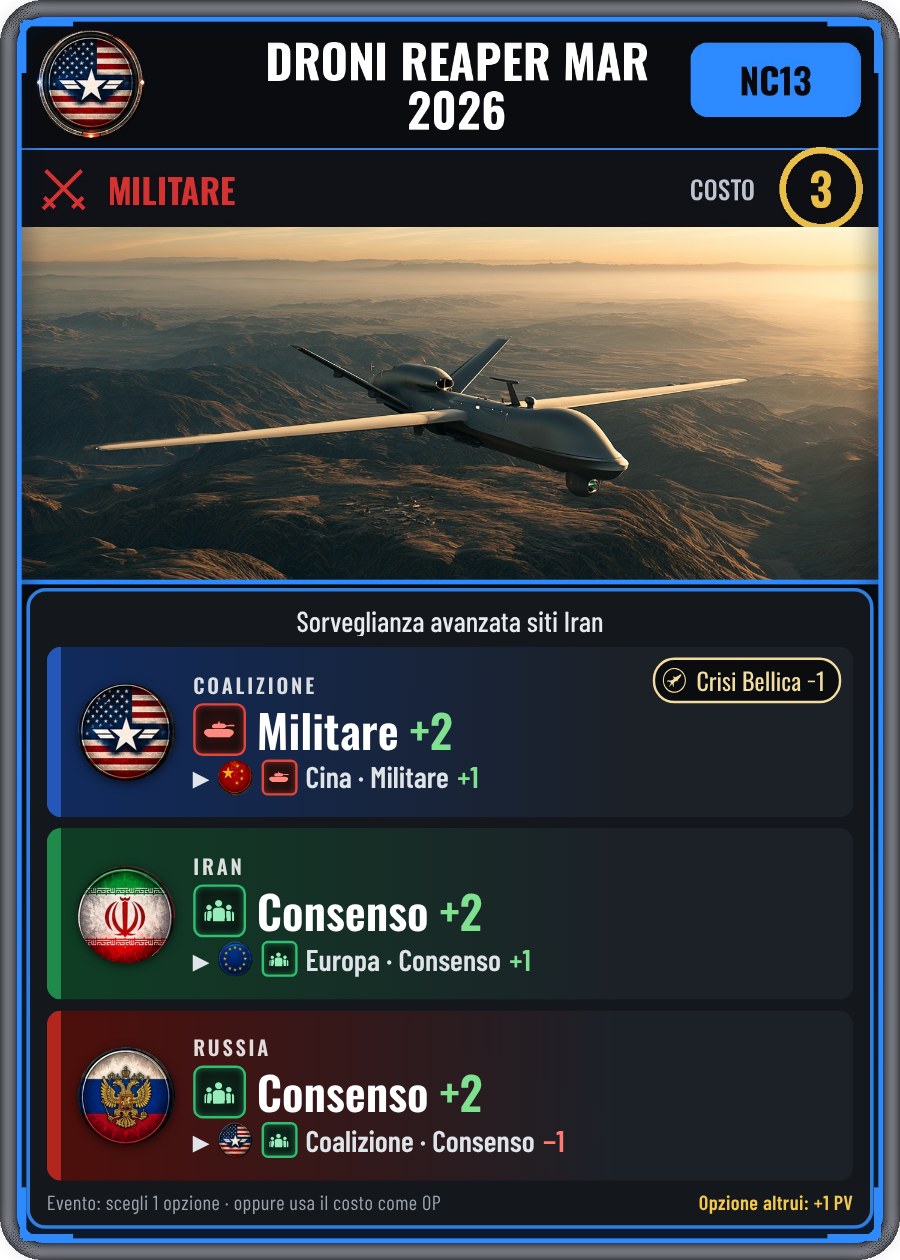 DRONI REAPER MAR
2026
NC13
MILITARE
COSTO
3
Sorveglianza avanzata siti Iran
COALIZIONE
Crisi Bellica −1
Militare +2
▶ Cina · Militare +1
IRAN
Consenso +2
▶ Europa · Consenso +1
RUSSIA
Consenso +2
▶ Coalizione · Consenso −1
Evento: scegli 1 opzione · oppure usa il costo come OP
Opzione altrui: +1 PV